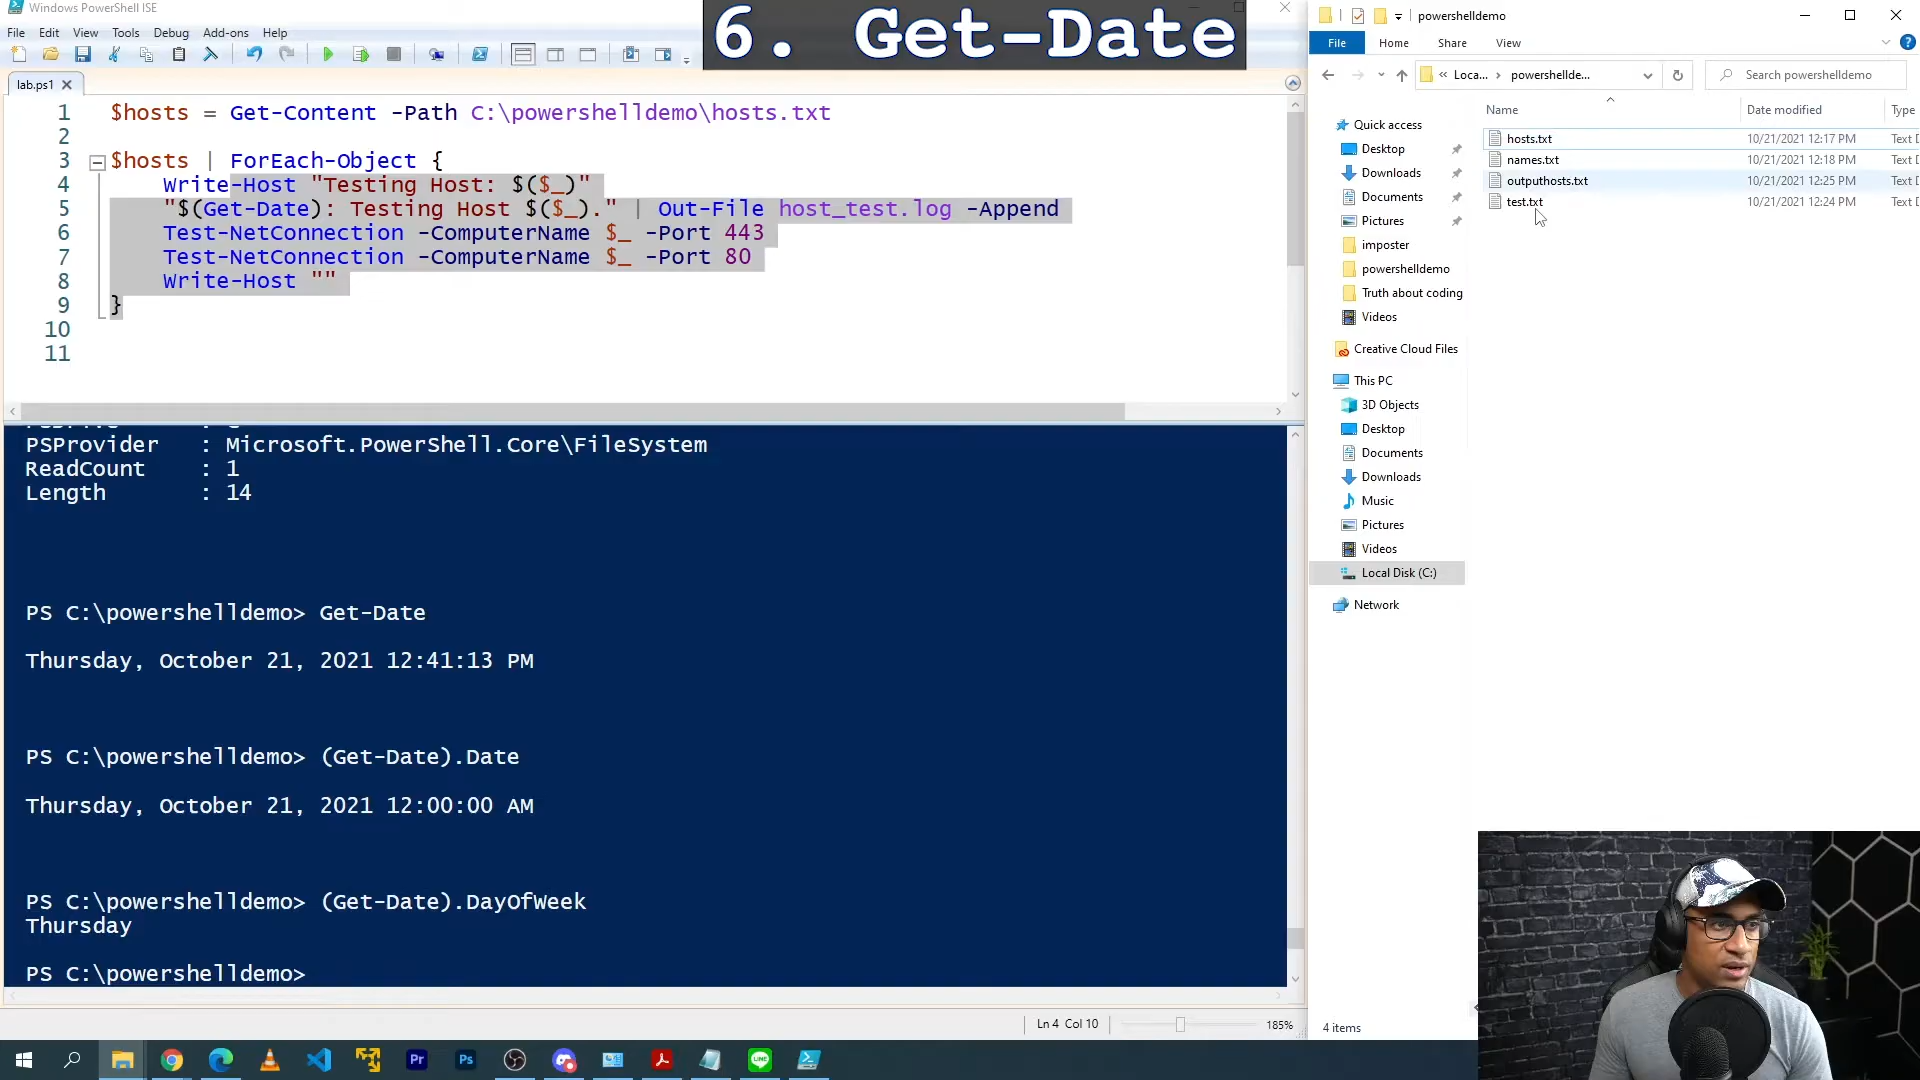 Windows PowerShell ISE
6. Get-Date
File Edit View Tools Debug Add-ons Help
lab.ps1
1 $hosts = Get-Content -Path C:\powershelldemo\hosts.txt
2
3 $hosts | ForEach-Object {
4 Write-Host "Testing Host: $($_)"
5 "$(Get-Date): Testing Host $($_)." | Out-File host_test.log -Append
6 Test-NetConnection -ComputerName $_ -Port 443
7 Test-NetConnection -ComputerName $_ -Port 80
8 Write-Host ""
9 }
10
11
PSProvider : Microsoft.PowerShell.Core\FileSystem
ReadCount : 1
Length : 14
PS C:\powershelldemo> Get-Date
Thursday, October 21, 2021 12:41:13 PM
PS C:\powershelldemo> (Get-Date).Date
Thursday, October 21, 2021 12:00:00 AM
PS C:\powershelldemo> (Get-Date).DayOfWeek
Thursday
PS C:\powershelldemo>
Ln 4 Col 10 185%
powershelldemo
File Home Share View
« Loca... › powershellde... Search powershelldemo
Name Date modified Type
hosts.txt 10/21/2021 12:17 PM Text D
names.txt 10/21/2021 12:18 PM Text D
outputhosts.txt 10/21/2021 12:25 PM Text D
test.txt 10/21/2021 12:24 PM Text D
Quick access
Desktop
Downloads
Documents
Pictures
imposter
powershelldemo
Truth about coding
Videos
Creative Cloud Files
This PC
3D Objects
Desktop
Documents
Downloads
Music
Pictures
Videos
Local Disk (C:)
Network
4 items
Pr
Ps
LINE